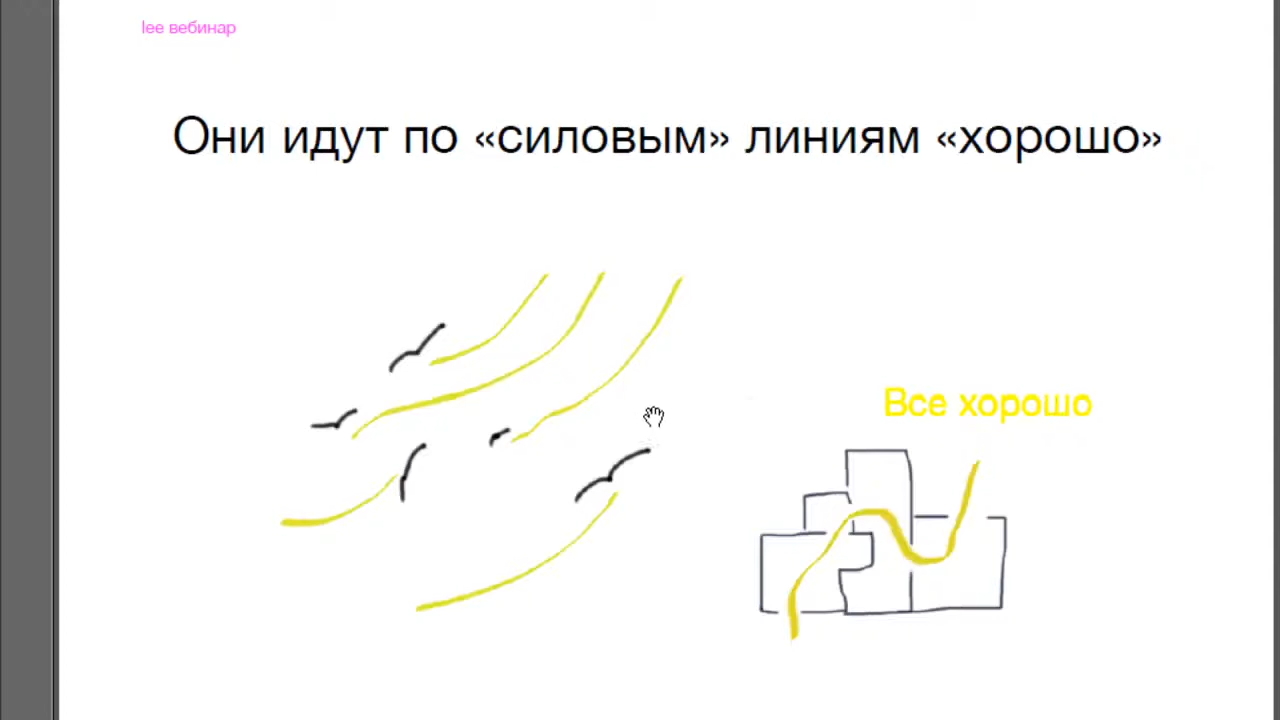 lee вебинар
Они идут по «силовым» линиям «хорошо»
Все хорошо